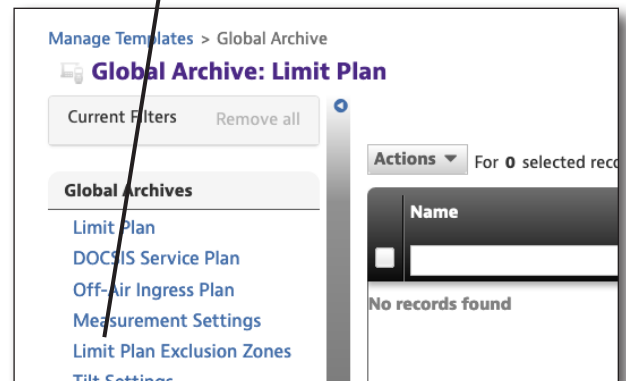 Manage Templates > Global Archive
Global Archive: Limit Plan
Current Filters Remove all
Global Archives
Limit Plan
DOCSIS Service Plan
Off-Air Ingress Plan
Measurement Settings
Limit Plan Exclusion Zones
Tilt Settings
Actions For 0 selected reco
Name
No records found